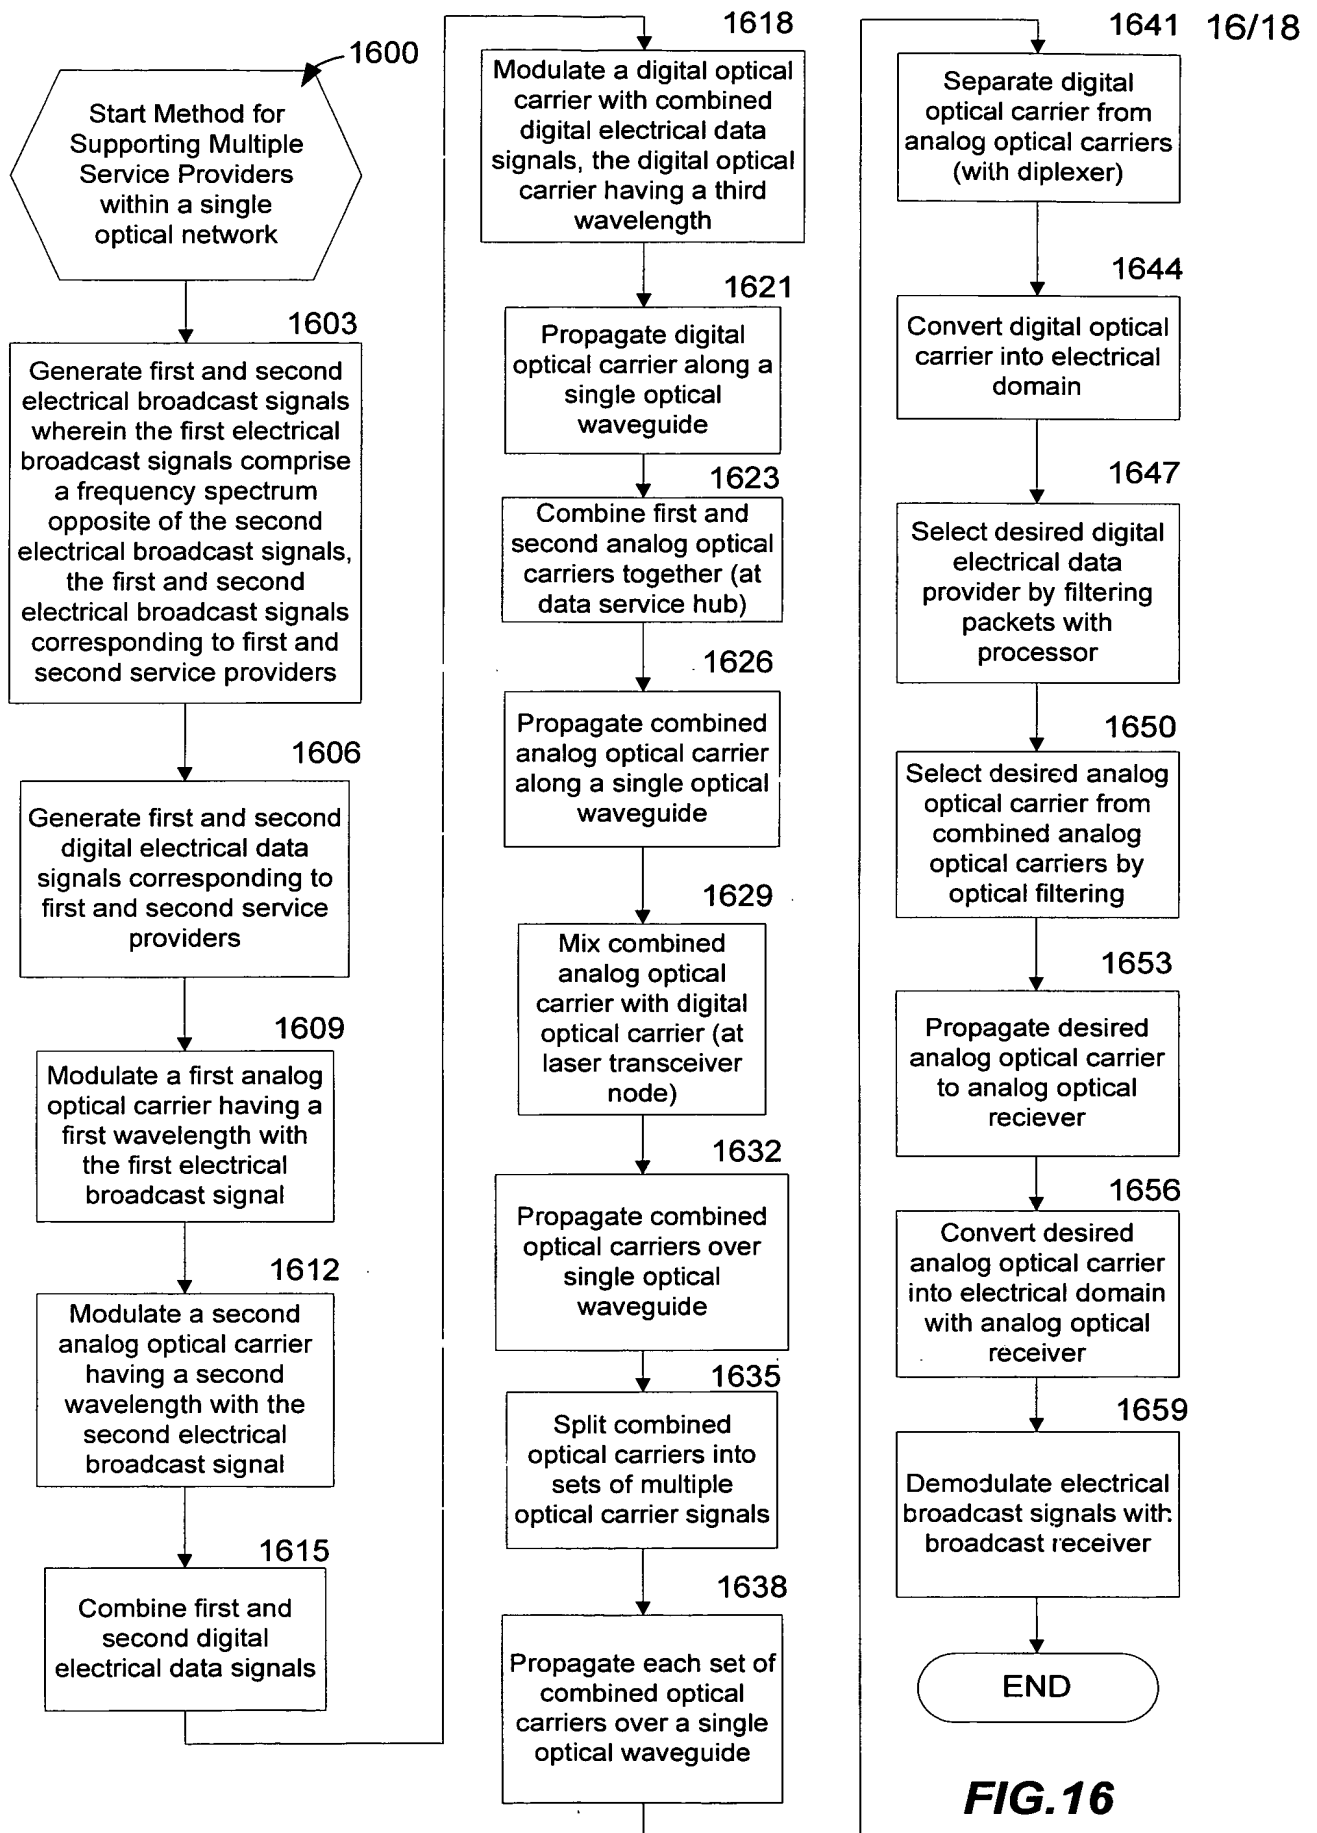 1600
Start Method for
Supporting Multiple
Service Providers
within a single
optical network
1603
Generate first and second
electrical broadcast signals
wherein the first electrical
broadcast signals comprise
a frequency spectrum
opposite of the second
electrical broadcast signals,
the first and second
electrical broadcast signals
corresponding to first and
second service providers
1606
Generate first and second
digital electrical data
signals corresponding to
first and second service
providers
1609
Modulate a first analog
optical carrier having a
first wavelength with
the first electrical
broadcast signal
1612
Modulate a second
analog optical carrier
having a second
wavelength with the
second electrical
broadcast signal
1615
Combine first and
second digital
electrical data signals
1618
Modulate a digital optical
carrier with combined
digital electrical data
signals, the digital optical
carrier having a third
wavelength
1621
Propagate digital
optical carrier along a
single optical
waveguide
1623
Combine first and
second analog optical
carriers together (at
data service hub)
1626
Propagate combined
analog optical carrier
along a single optical
waveguide
1629
Mix combined
analog optical
carrier with digital
optical carrier (at
laser transceiver
node)
1632
Propagate combined
optical carriers over
single optical
waveguide
1635
Split combined
optical carriers into
sets of multiple
optical carrier signals
1638
Propagate each set of
combined optical
carriers over a single
optical waveguide
1641
16/18
Separate digital
optical carrier from
analog optical carriers
(with diplexer)
1644
Convert digital optical
carrier into electrical
domain
1647
Select desired digital
electrical data
provider by filtering
packets with
processor
1650
Select desired analog
optical carrier from
combined analog
optical carriers by
optical filtering
1653
Propagate desired
analog optical carrier
to analog optical
reciever
1656
Convert desired
analog optical carrier
into electrical domain
with analog optical
receiver
1659
Demodulate electrical
broadcast signals with
broadcast receiver
END
FIG.16